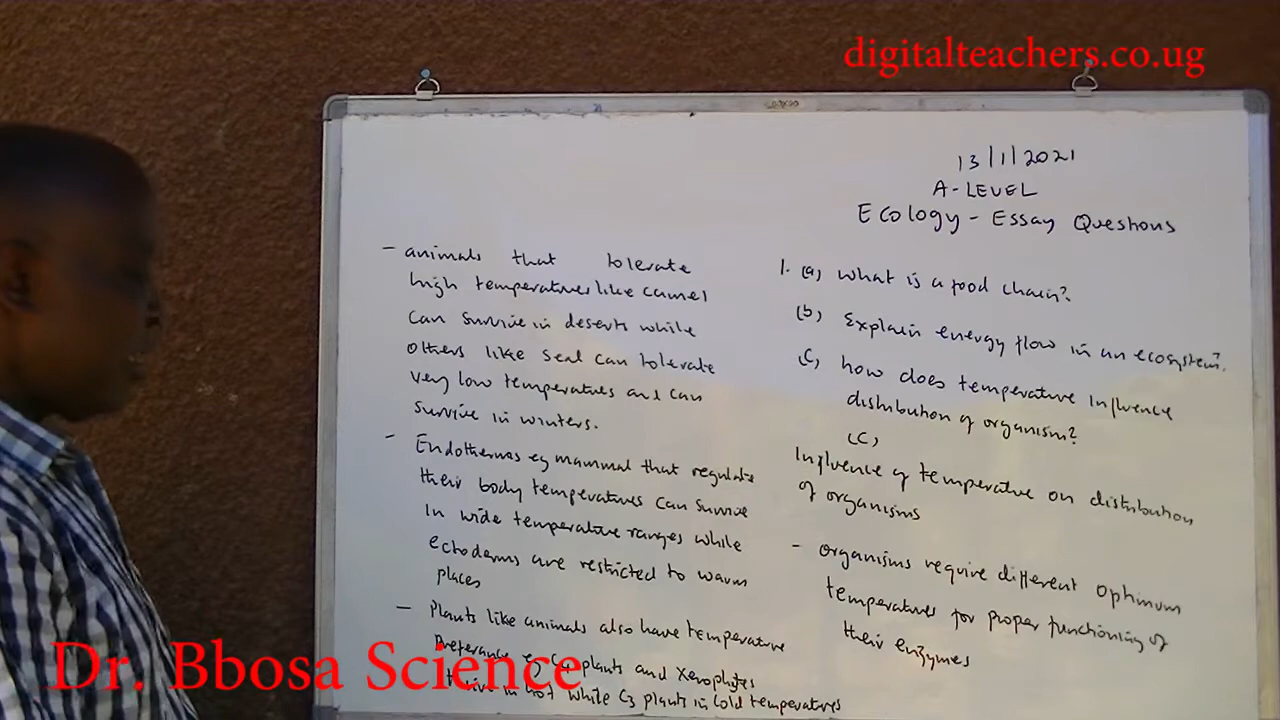 digitalteachers.co.ug
13/1/2021
A-LEVEL
Ecology - Essay Questions
1. (a) What is a food chain?
(b) Explain energy flow in an ecosystem?
(c) how does temperature influence
distribution of organism?
(c)
Influence of temperature on distribution
of organisms
- organisms require different optimum
temperatures for proper functioning of
their enzymes
- animals that tolerate
high temperatures like camel
can survive in deserts while
others like seal can tolerate
very low temperatures and can
survive in winters.
- Endotherms eg mammal that regulate
their body temperatures can survive
in wide temperature ranges while
ectoderms are restricted to warm
places
- Plants like animals also have temperature
Preferance eg plants and xerophytes
in hot while C3 plants in cold temperatures
Dr. Bbosa Science